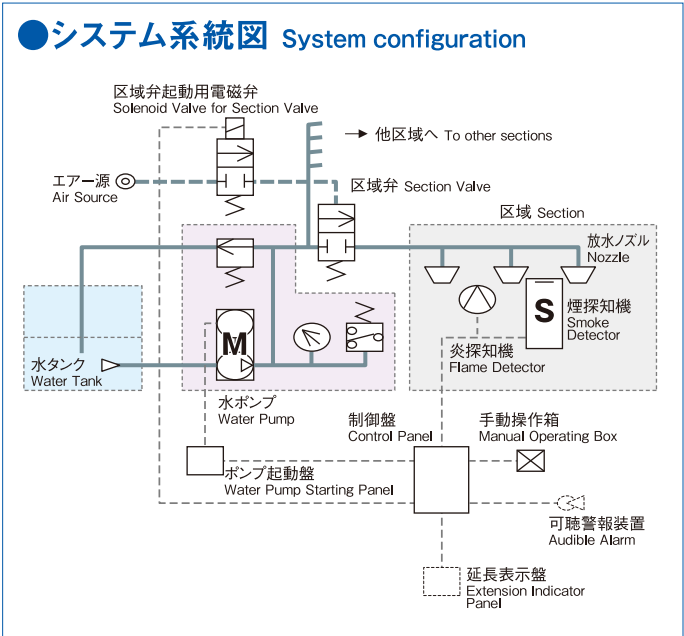 ●システム系統図 System configuration
区域弁起動用電磁弁
Solenoid Valve for Section Valve
他区域へ To other sections
エアー源
Air Source
区域弁 Section Valve
区域 Section
放水ノズル
Nozzle
S
煙探知機
Smoke
Detector
炎探知機
Flame Detector
M
水タンク
Water Tank
水ポンプ
Water Pump
制御盤
Control Panel
手動操作箱
Manual Operating Box
ポンプ起動盤
Water Pump Starting Panel
可聴警報装置
Audible Alarm
延長表示盤
Extension Indicator
Panel